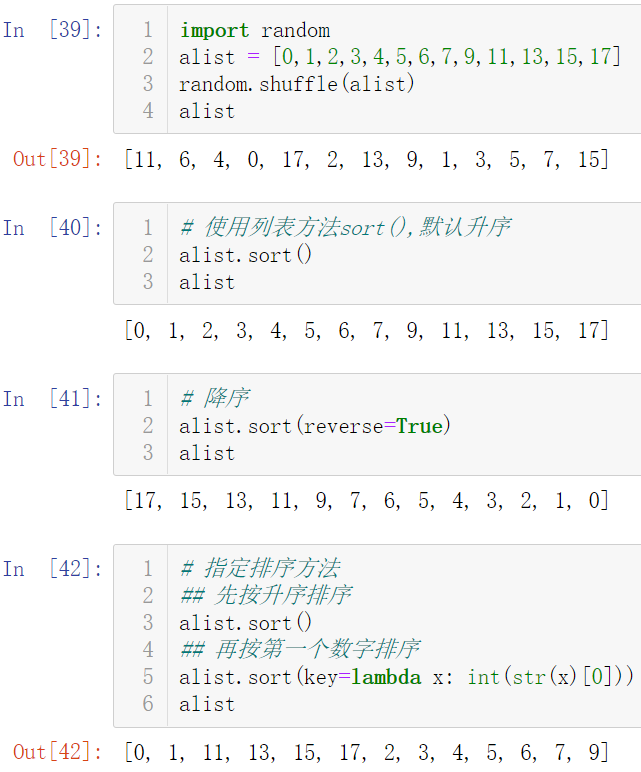 In [39]: 1 import random
2 alist = [0,1,2,3,4,5,6,7,9,11,13,15,17]
3 random.shuffle(alist)
4 alist
Out[39]: [11, 6, 4, 0, 17, 2, 13, 9, 1, 3, 5, 7, 15]
In [40]: 1 # 使用列表方法sort(),默认升序
2 alist.sort()
3 alist
[0, 1, 2, 3, 4, 5, 6, 7, 9, 11, 13, 15, 17]
In [41]: 1 # 降序
2 alist.sort(reverse=True)
3 alist
[17, 15, 13, 11, 9, 7, 6, 5, 4, 3, 2, 1, 0]
In [42]: 1 # 指定排序方法
2 ## 先按升序排序
3 alist.sort()
4 ## 再按第一个数字排序
5 alist.sort(key=lambda x: int(str(x)[0]))
6 alist
Out[42]: [0, 1, 11, 13, 15, 17, 2, 3, 4, 5, 6, 7, 9]